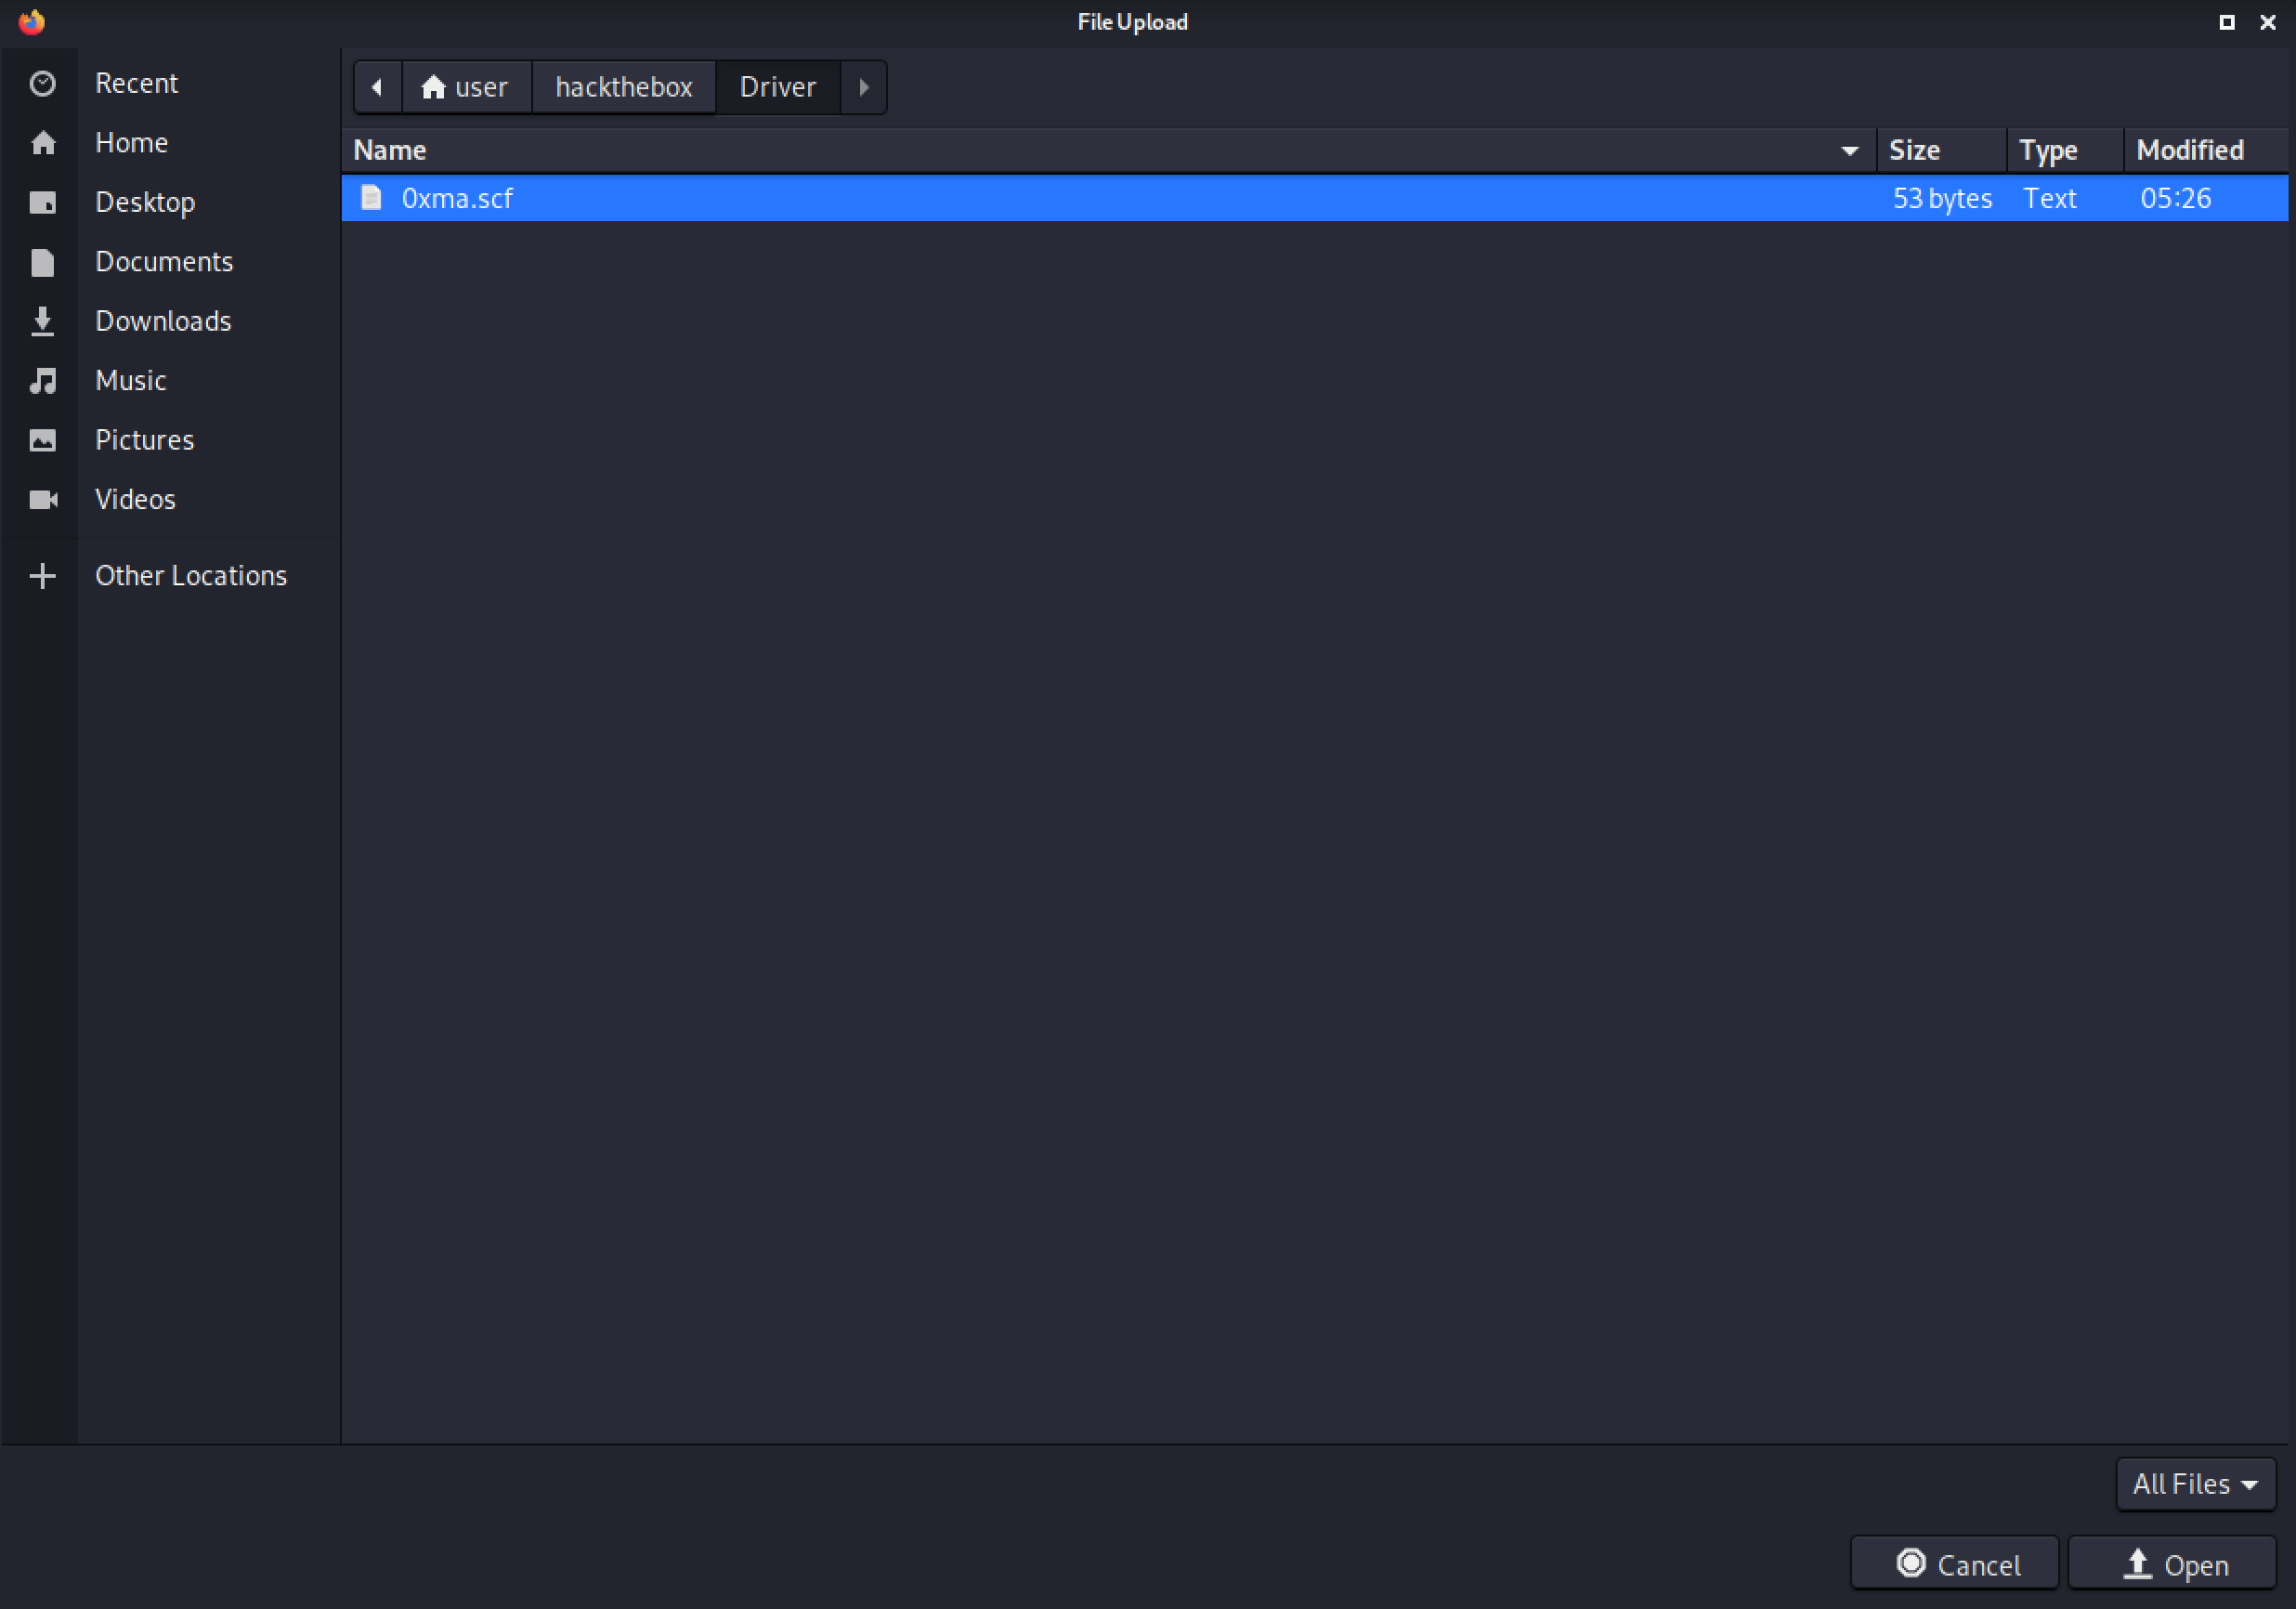 File Upload
Recent
Home
Desktop
Documents
Downloads
Music
Pictures
Videos
Other Locations
user hackthebox Driver
Name Size Type Modified
0xma.scf 53 bytes Text 05:26
All Files
Cancel Open